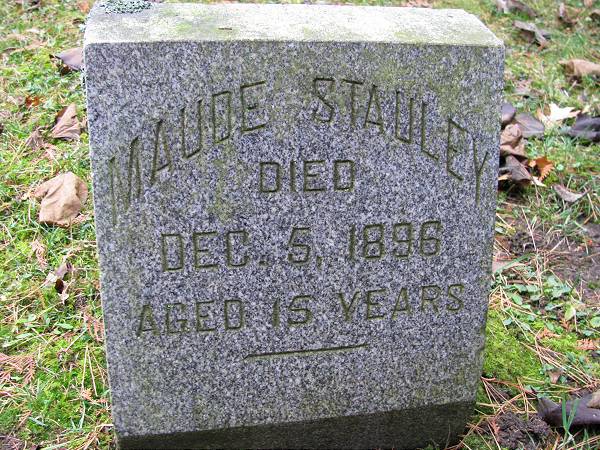 MAUDE STAULEY
DIED
DEC. 5, 1896
AGED 15 YEARS